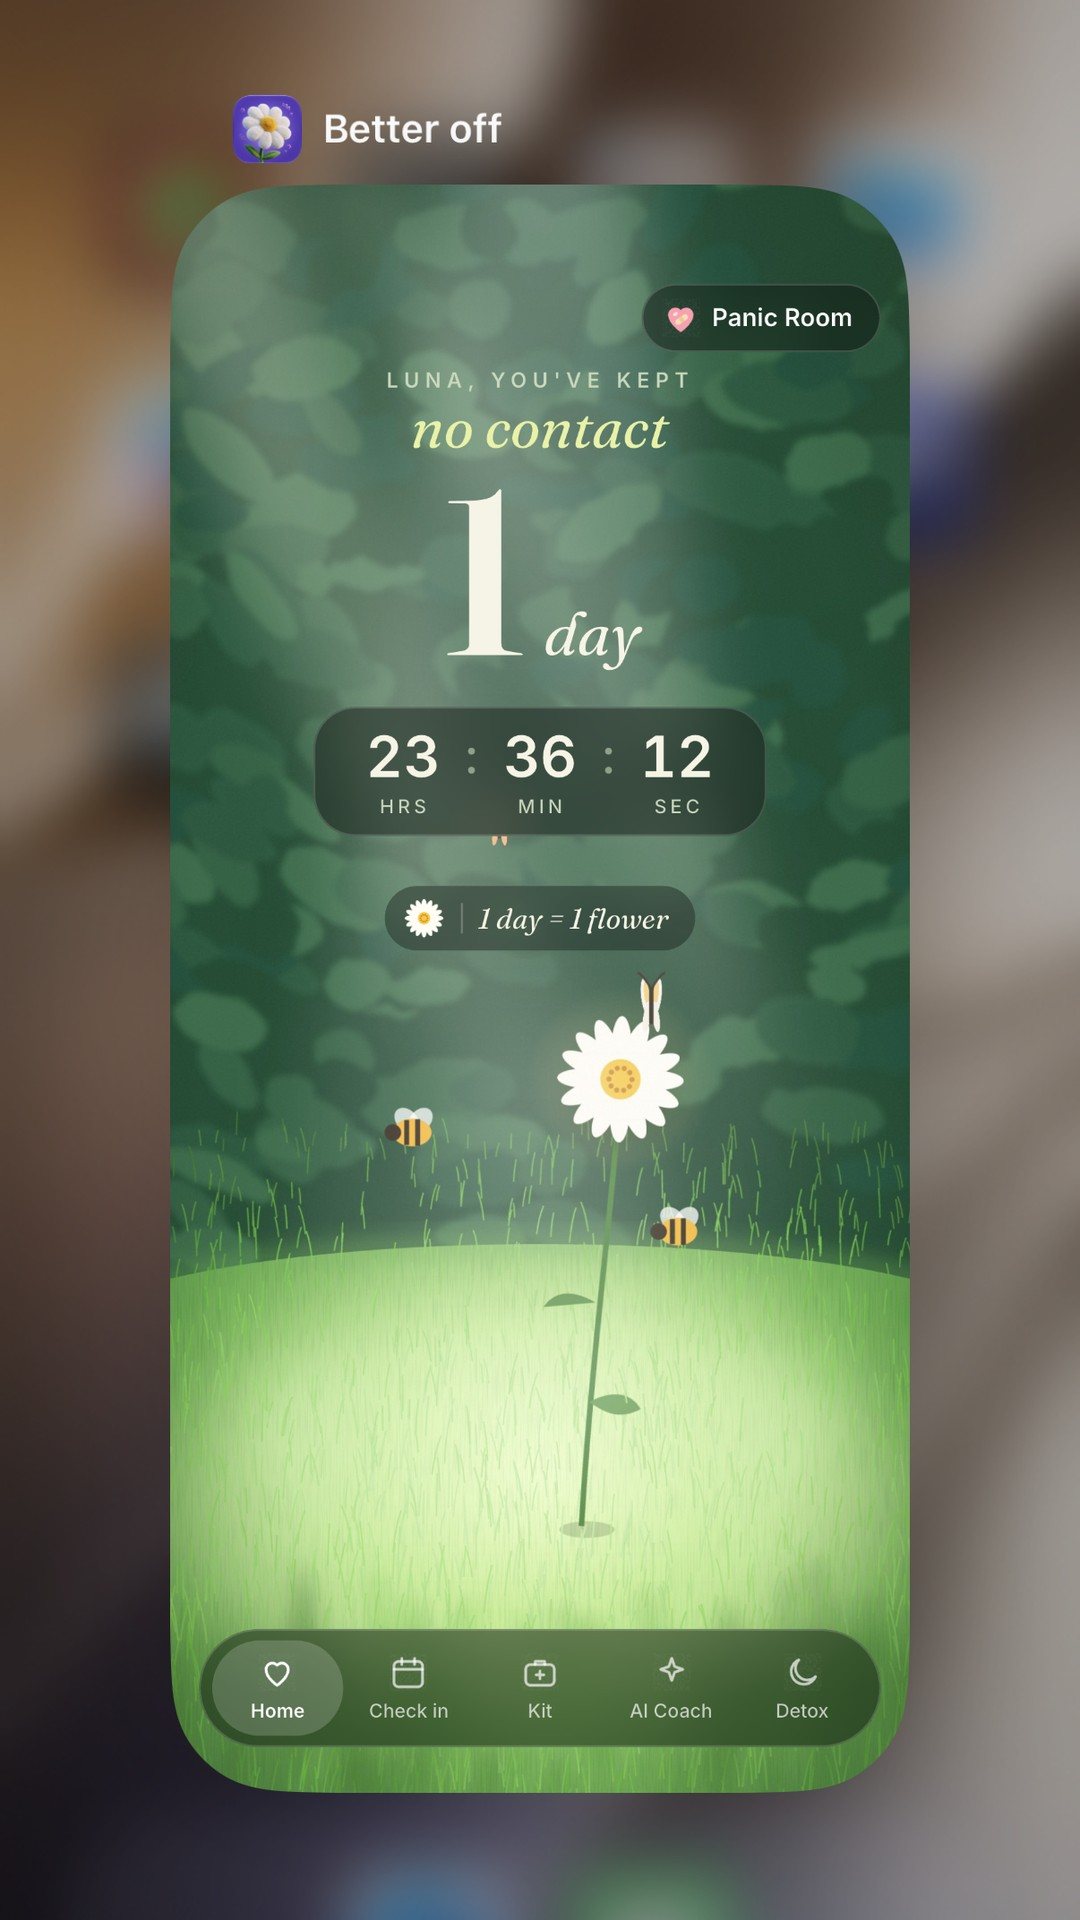 Better off
Panic Room
LUNA, YOU'VE KEPT
no contact
1 day
23 : 36 : 12
HRS MIN SEC
1 day = 1 flower
Home Check in Kit AI Coach Detox